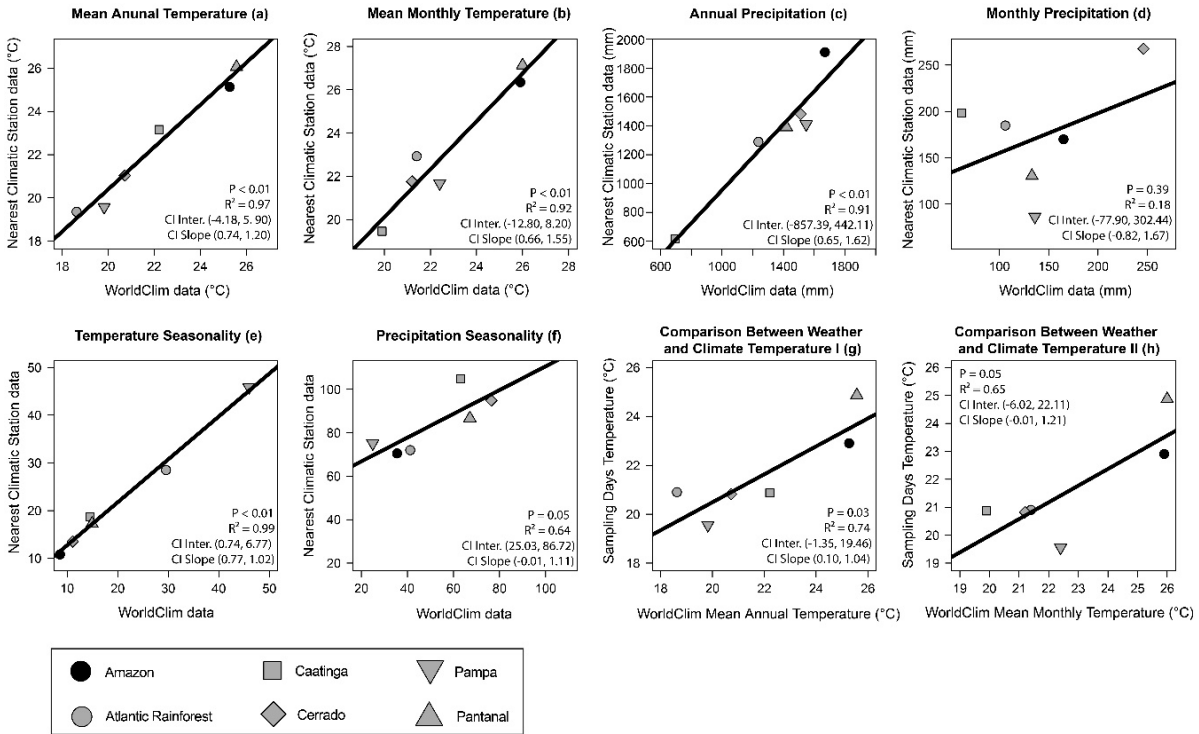 Mean Anunal Temperature (a)
Nearest Climatic Station data (°C)
26
24
22
20
18
P < 0.01
R² = 0.97
CI Inter. (-4.18, 5.90)
CI Slope (0.74, 1.20)
18 20 22 24 26
WorldClim data (°C)
Mean Monthly Temperature (b)
Nearest Climatic Station data (°C)
28
26
24
22
20
P < 0.01
R² = 0.92
CI Inter. (-12.80, 8.20)
CI Slope (0.66, 1.55)
20 22 24 26 28
WorldClim data (°C)
Annual Precipitation (c)
Nearest Climatic Station data (mm)
2000
1800
1600
1400
1200
950
800
600
P < 0.01
R² = 0.91
CI Inter. (-857.39, 442.11)
CI Slope (0.65, 1.62)
600 1000 1400 1800
WorldClim data (mm)
Monthly Precipitation (d)
Nearest Climatic Station data (mm)
250
200
150
100
P = 0.39
R² = 0.18
CI Inter. (-77.90, 302.44)
CI Slope (-0.82, 1.67)
100 150 200 250
WorldClim data (mm)
Temperature Seasonality (e)
Nearest Climatic Station data
50
40
30
20
10
P < 0.01
R² = 0.99
CI Inter. (0.74, 6.77)
CI Slope (0.77, 1.02)
10 20 30 40 50
WorldClim data
Precipitation Seasonality (f)
Nearest Climatic Station data
100
80
60
40
20
P = 0.05
R² = 0.64
CI Inter. (25.03, 86.72)
CI Slope (-0.01, 1.11)
20 40 60 80 100
WorldClim data
Comparison Between Weather
and Climate Temperature I (g)
Sampling Days Temperature (°C)
26
25
24
22
21
20
19
P = 0.03
R² = 0.74
CI Inter. (-1.35, 19.46)
CI Slope (0.10, 1.04)
18 20 22 24 26
WorldClim Mean Annual Temperature (°C)
Comparison Between Weather
and Climate Temperature II (h)
Sampling Days Temperature (°C)
26
25
24
23
22
21
20
19
P = 0.05
R² = 0.65
CI Inter. (-6.02, 22.11)
CI Slope (-0.01, 1.21)
19 20 21 22 23 24 25 26
WorldClim Mean Monthly Temperature (°C)
Amazon
Caatinga
Pampa
Atlantic Rainforest
Cerrado
Pantanal